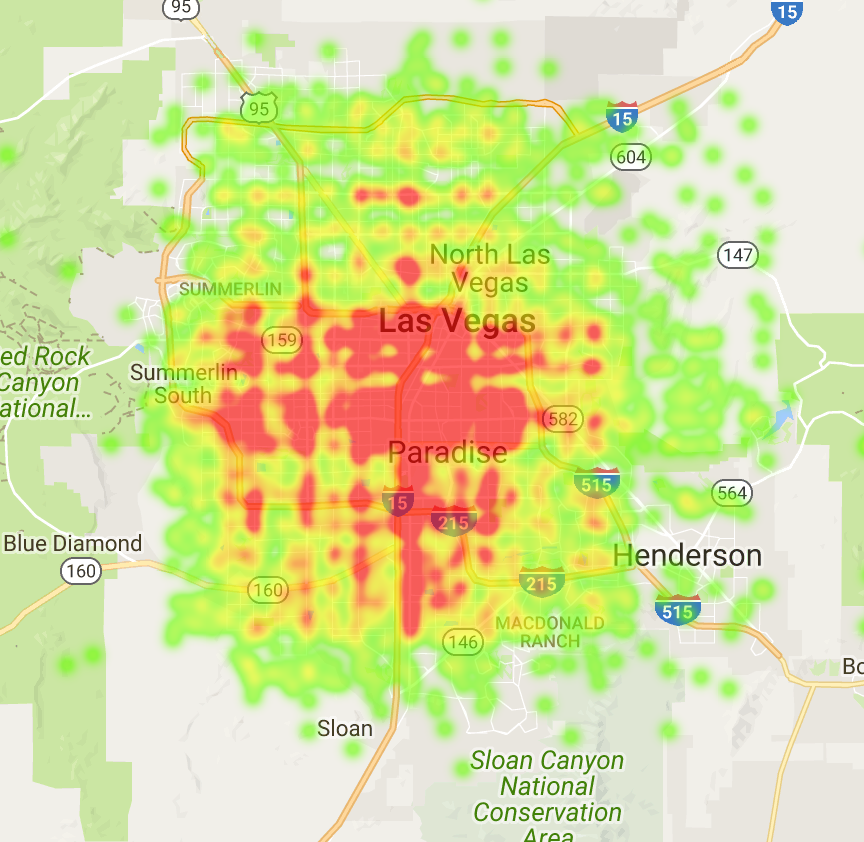 95
15
95
15
604
147
North Las
Vegas
SUMMERLIN
Las Vegas
159
ed Rock
Canyon
ational...
Summerlin
South
582
Paradise
515
564
15
215
Blue Diamond
160
Henderson
160
215
515
MACDONALD
RANCH
146
Bo
Sloan
Sloan Canyon
National
Conservation
Area